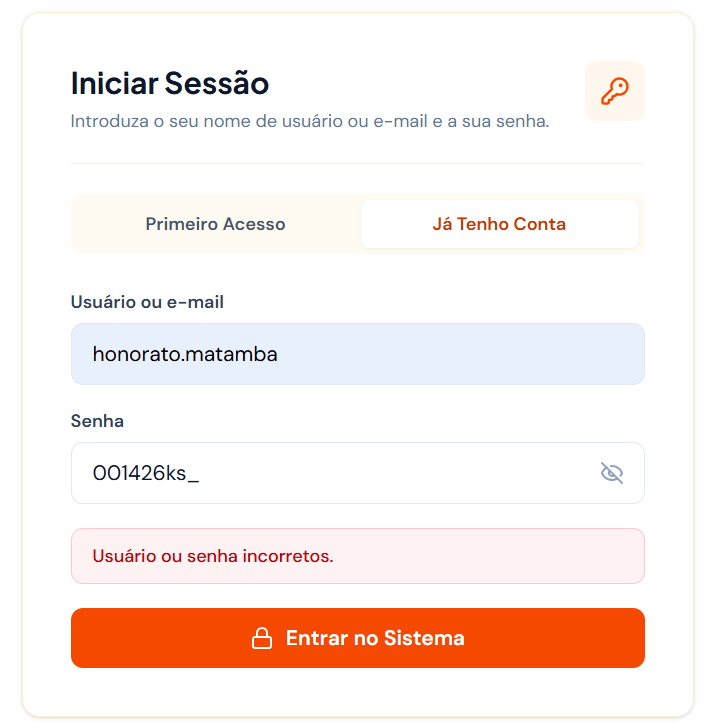 Iniciar Sessão
Introduza o seu nome de usuário ou e-mail e a sua senha.
Primeiro Acesso
Já Tenho Conta
Usuário ou e-mail
honorato.matamba
Senha
001426ks_
Usuário ou senha incorretos.
Entrar no Sistema